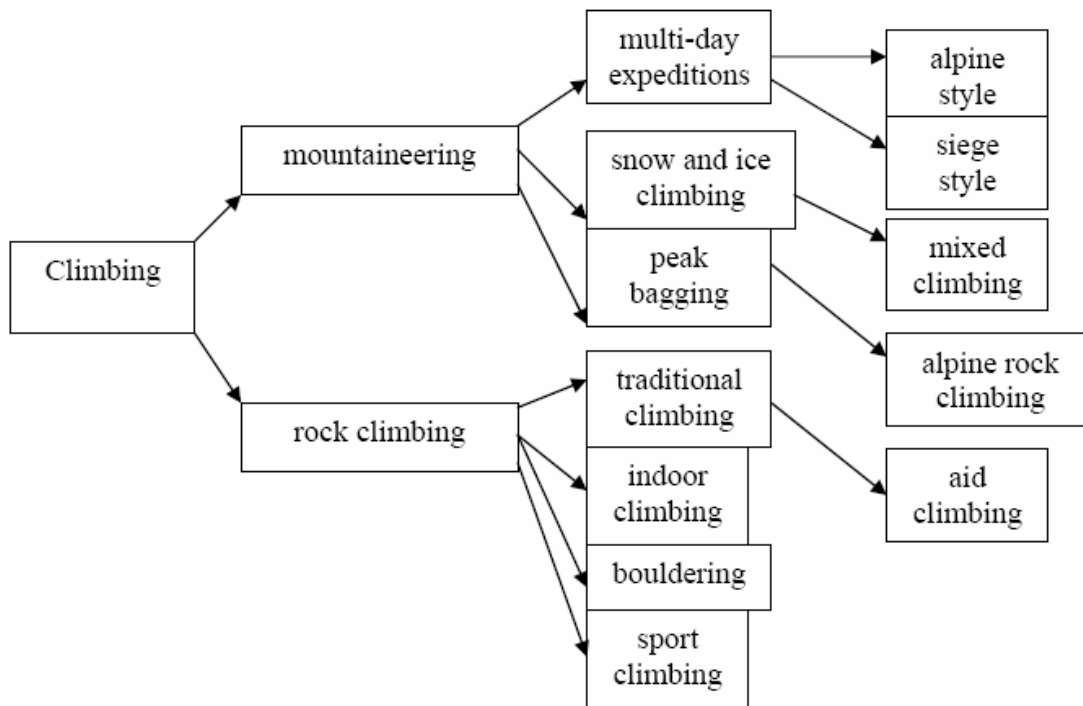 Climbing
mountaineering
rock climbing
multi-day
expeditions
snow and ice
climbing
peak
bagging
traditional
climbing
indoor
climbing
bouldering
sport
climbing
alpine
style
siege
style
mixed
climbing
alpine rock
climbing
aid
climbing